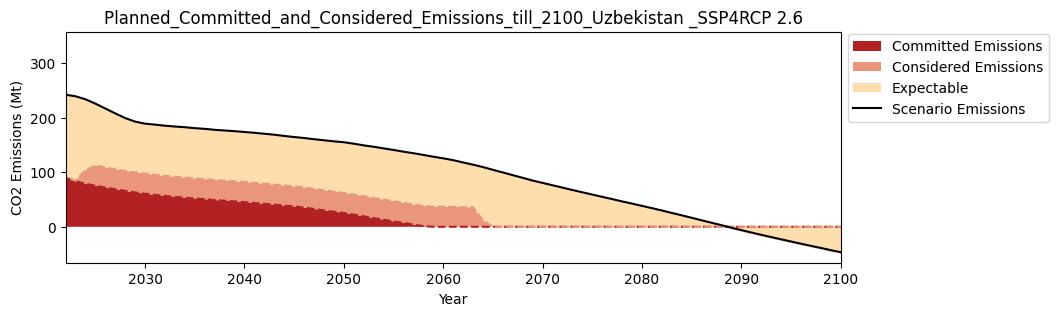 Planned_Committed_and_Considered_Emissions_till_2100_Uzbekistan _SSP4RCP 2.6
CO2 Emissions (Mt)
300
200
100
0
2030
2040
2050
2060
2070
2080
2090
2100
Year
Committed Emissions
Considered Emissions
Expectable
Scenario Emissions